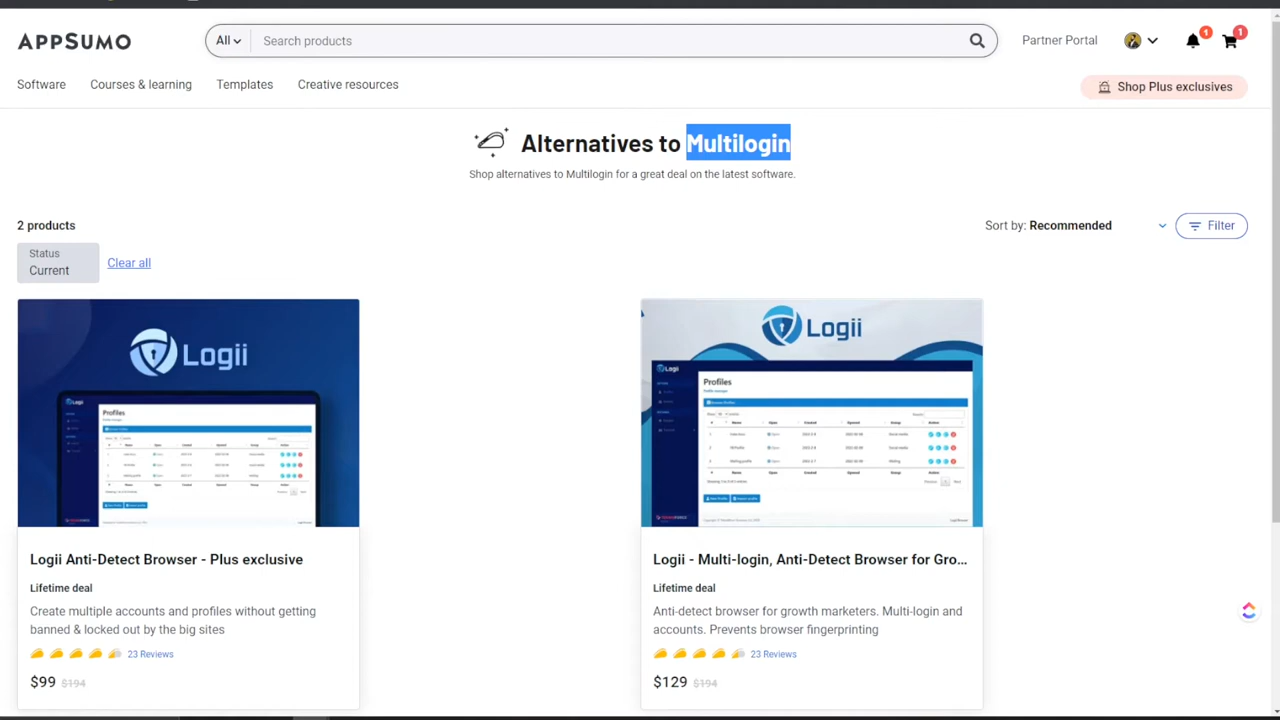 APPSUMO
All
Search products
Partner Portal
1
1
Software
Courses & learning
Templates
Creative resources
Shop Plus exclusives
Alternatives to Multilogin
Shop alternatives to Multilogin for a great deal on the latest software.
2 products
Sort by: Recommended
Filter
Status
Current
Clear all
Logii
Profiles
Logii
Logii
Profiles
Logii Anti-Detect Browser - Plus exclusive
Lifetime deal
Create multiple accounts and profiles without getting
banned & locked out by the big sites
23 Reviews
$99 $194
Logii - Multi-login, Anti-Detect Browser for Gro...
Lifetime deal
Anti-detect browser for growth marketers. Multi-login and
accounts. Prevents browser fingerprinting
23 Reviews
$129 $194